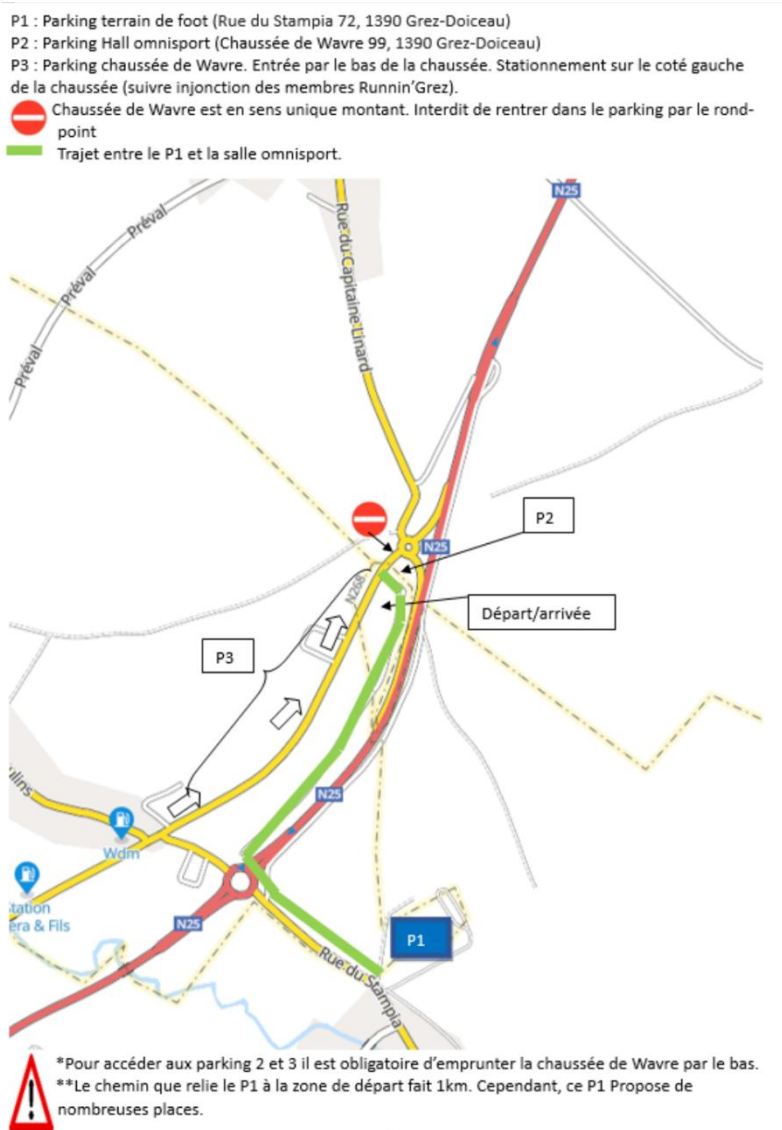 P1 : Parking terrain de foot (Rue du Stampia 72, 1390 Grez-Doiceau)
P2 : Parking Hall omnisport (Chaussée de Wavre 99, 1390 Grez-Doiceau)
P3 : Parking chaussée de Wavre. Entrée par le bas de la chaussée. Stationnement sur le coté gauche
de la chaussée (suivre injonction des membres Runnin’Grez).
Chaussée de Wavre est en sens unique montant. Interdit de rentrer dans le parking par le rond-
point
Trajet entre le P1 et la salle omnisport.
N25
Préval
Rue du Capitaine Linard
Préval
Préval
P2
N25
N268
Départ/arrivée
P3
ulins
N25
Wdm
tation
era & Fils
N25
P1
Rue du Stampia
*Pour accéder aux parking 2 et 3 il est obligatoire d’emprunter la chaussée de Wavre par le bas.
**Le chemin que relie le P1 à la zone de départ fait 1km. Cependant, ce P1 Propose de
nombreuses places.